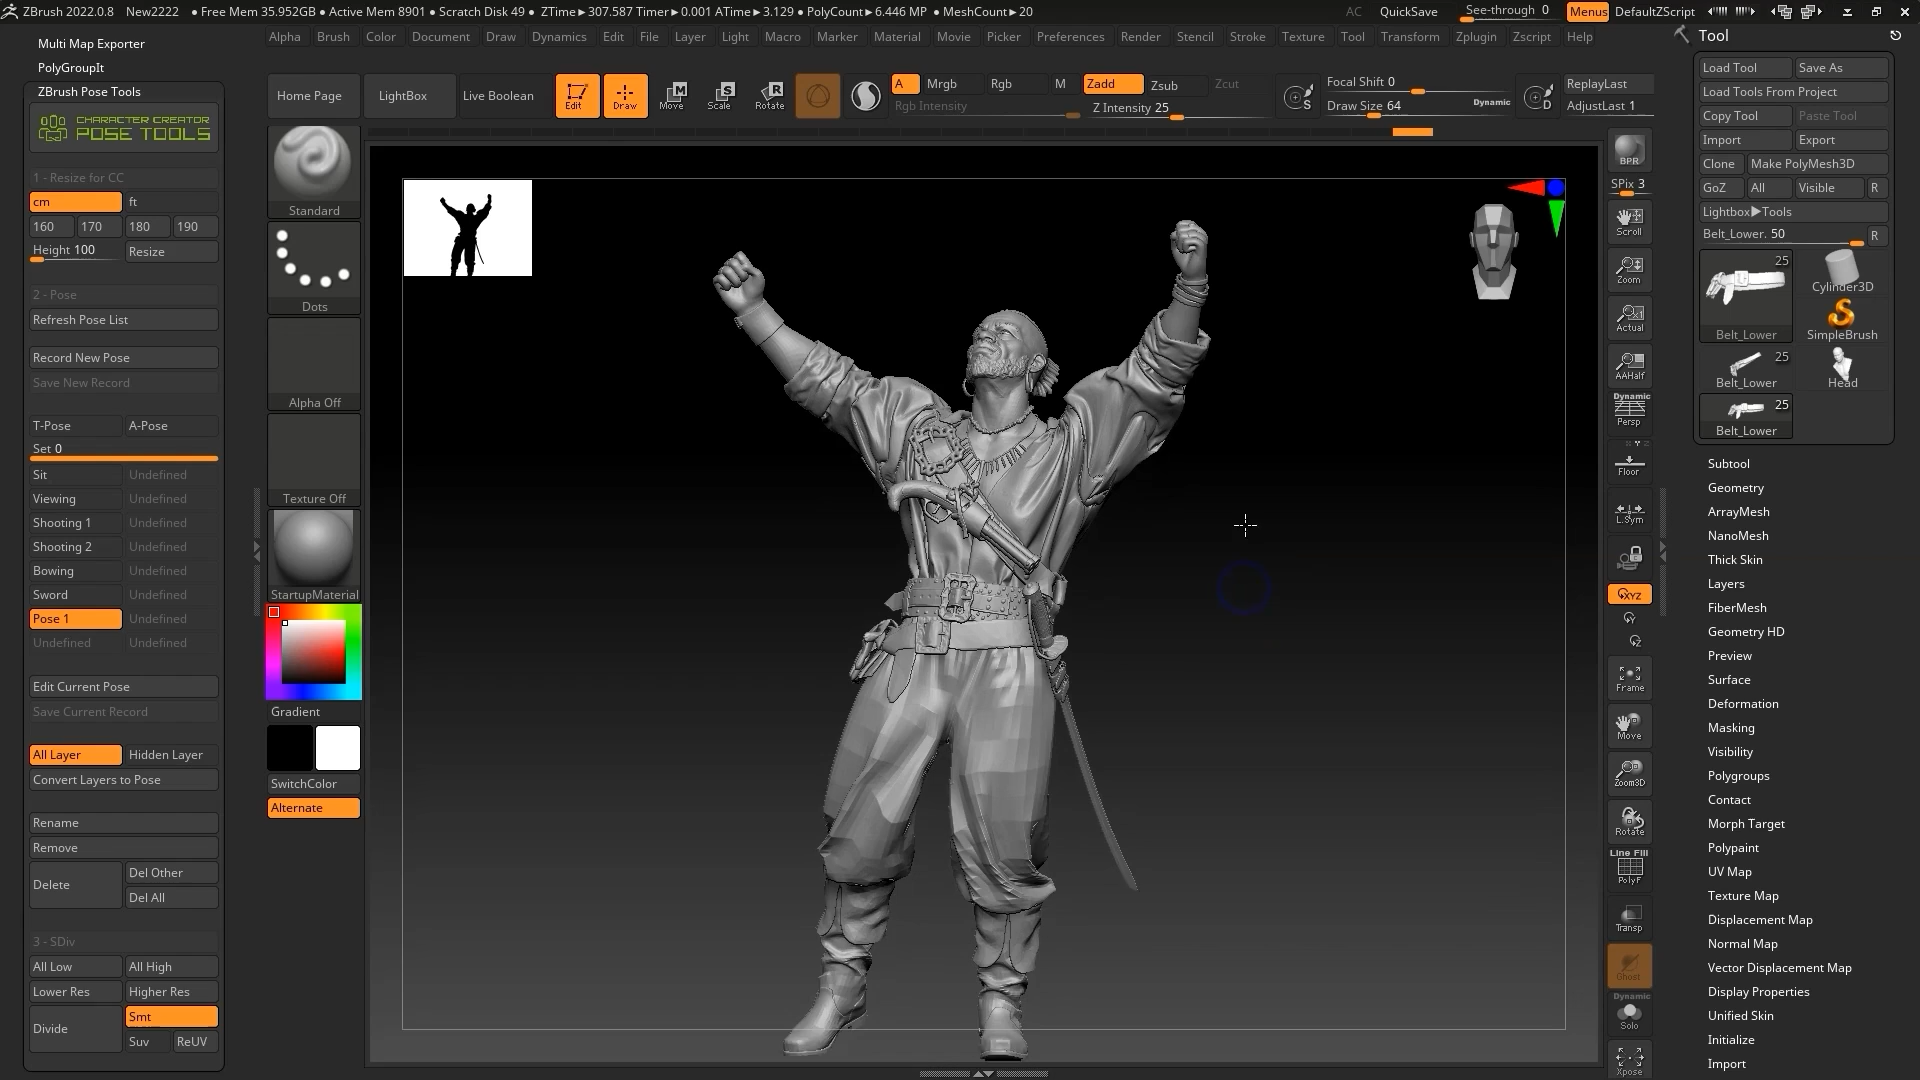 ZBrush 2022.0.8 New2222 ● Free Mem 35.952GB ● Active Mem 8901 ● Scratch Disk 49 ● ZTime►307.587 Timer►0.001 ATime►3.129 ● PolyCount►6.446 MP ● MeshCount►20 AC QuickSave See-through 0 Menus DefaultZScript
Alpha Brush Color Document Draw Dynamics Edit File Layer Light Macro Marker Material Movie Picker Preferences Render Stencil Stroke Texture Tool Transform Zplugin Zscript Help
Multi Map Exporter
PolyGroupIt
ZBrush Pose Tools
CHARACTER CREATOR
POSE TOOLS
1 - Resize for CC
cm ft
160 170 180 190
Height 100 Resize
2 - Pose
Refresh Pose List
Record New Pose
Save New Record
T-Pose A-Pose
Set 0
Sit Undefined
Viewing Undefined
Shooting 1 Undefined
Shooting 2 Undefined
Bowing Undefined
Sword Undefined
Pose 1 Undefined
Undefined Undefined
Edit Current Pose
Save Current Record
All Layer Hidden Layer
Convert Layers to Pose
Rename
Remove
Delete Del Other
Del All
3 - SDiv
All Low All High
Lower Res Higher Res
Divide Smt
Suv ReUV
Home Page LightBox Live Boolean Edit Draw Move Scale Rotate
M S R
A Mrgb Rgb M Zadd Zsub Zcut
Rgb Intensity Z Intensity 25
S Focal Shift 0
Draw Size 64 Dynamic
D ReplayLast
AdjustLast 1
Standard
Dots
Alpha Off
Texture Off
StartupMaterial
Gradient
SwitchColor
Alternate
BPR
SPix 3
Scroll
Zoom
Actual
AAHalf
Dynamic
Persp
Floor
L.Sym
XYZ
Y
Z
Frame
Move
Zoom3D
Rotate
Line Fill
PolyF
Transp
Ghost
Dynamic
Solo
Xpose
Tool
Load Tool Save As
Load Tools From Project
Copy Tool Paste Tool
Import Export
Clone Make PolyMesh3D
GoZ All Visible R
Lightbox►Tools
Belt_Lower. 50 R
25
Belt_Lower
Cylinder3D
SimpleBrush
25
Belt_Lower Head
25
Belt_Lower
Subtool
Geometry
ArrayMesh
NanoMesh
Thick Skin
Layers
FiberMesh
Geometry HD
Preview
Surface
Deformation
Masking
Visibility
Polygroups
Contact
Morph Target
Polypaint
UV Map
Texture Map
Displacement Map
Normal Map
Vector Displacement Map
Display Properties
Unified Skin
Initialize
Import